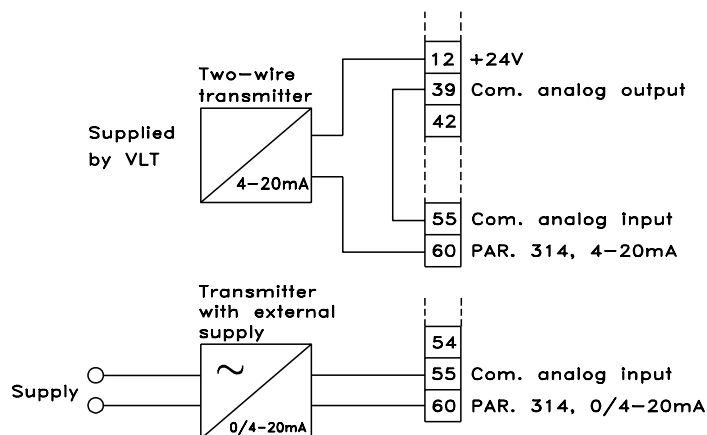 12 +24V
Two-wire
transmitter
39 Com. analog output
42
Supplied
by VLT
4-20mA
55 Com. analog input
60 PAR. 314, 4-20mA
Transmitter
with external
supply
54
~
55 Com. analog input
Supply
60 PAR. 314, 0/4-20mA
0/4-20mA